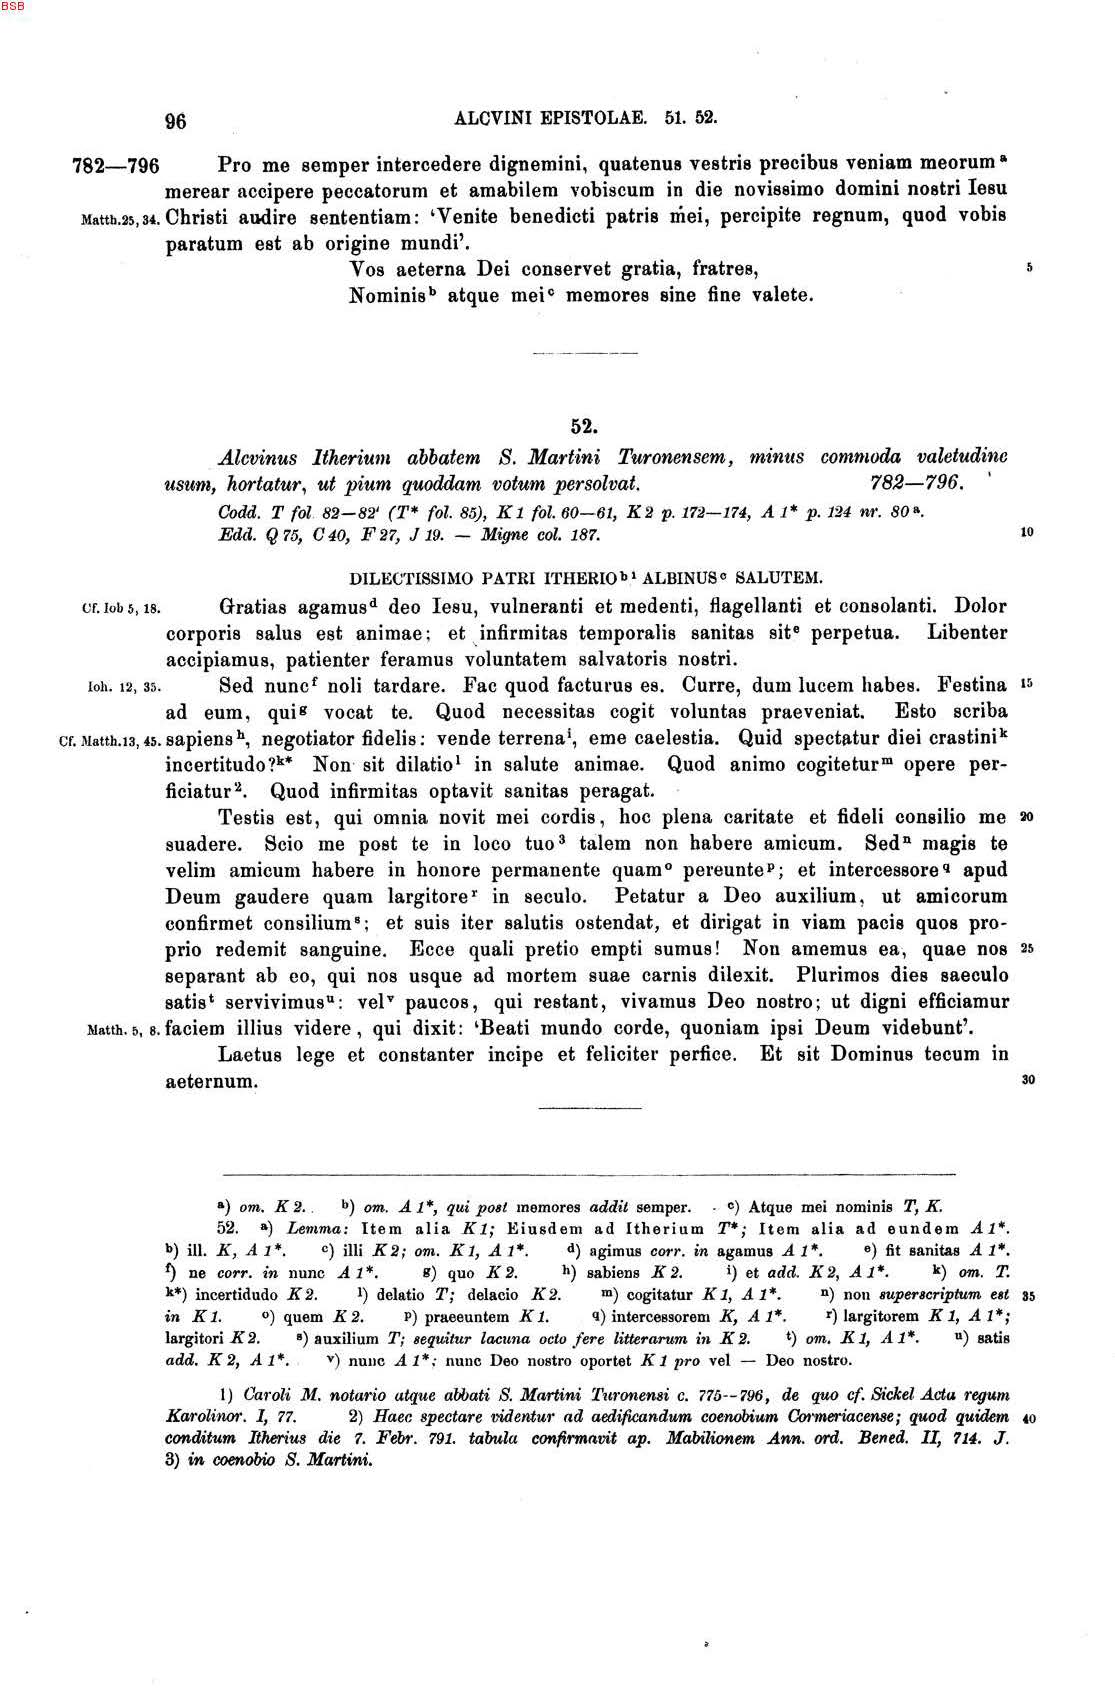 BSB
96 ALCVINI EPISTOLAE. 51. 52.
782—796 Pro me semper intercedere dignemini, quatenus vestris precibus veniam meorum a
merear accipere peccatorum et amabilem vobiscum in die novissimo domini nostri Iesu
Matth. 25, 34. Christi audire sententiam: ‘Venite benedicti patris mei, percipite regnum, quod vobis
paratum est ab origine mundi’.
Vos aeterna Dei conservet gratia, fratres, 5
Nominis b atque mei c memores sine fine valete.
52.
Alcvinus Itherium abbatem S. Martini Turonensem, minus commoda valetudine
usum, hortatur, ut pium quoddam votum persolvat. 782—796.
Codd. T fol. 82—82' (T* fol. 85), K 1 fol. 60—61, K 2 p. 172—174, A 1* p. 124 nr. 80 a.
Edd. Q 75, C 40, F 27, J 19. — Migne col. 187. 10
DILECTISSIMO PATRI ITHERIO b 1 ALBINUS c SALUTEM.
Cf. Iob 5, 18. Gratias agamus d deo Iesu, vulneranti et medenti, flagellanti et consolanti. Dolor
corporis salus est animae; et infirmitas temporalis sanitas sit e perpetua. Libenter
accipiamus, patienter feramus voluntatem salvatoris nostri.
Ioh. 12, 35. Sed nunc f noli tardare. Fac quod facturus es. Curre, dum lucem habes. Festina 15
ad eum, qui g vocat te. Quod necessitas cogit voluntas praeveniat. Esto scriba
Cf. Matth. 13, 45. sapiens h, negotiator fidelis: vende terrena i, eme caelestia. Quid spectatur diei crastini k
incertitudo? k* Non sit dilatio l in salute animae. Quod animo cogitetur m opere per-
ficiatur 2. Quod infirmitas optavit sanitas peragat.
Testis est, qui omnia novit mei cordis, hoc plena caritate et fideli consilio me 20
suadere. Scio me post te in loco tuo 3 talem non habere amicum. Sed n magis te
velim amicum habere in honore permanente quam o pereunte p; et intercessore q apud
Deum gaudere quam largitore r in seculo. Petatur a Deo auxilium, ut amicorum
confirmet consilium s; et suis iter salutis ostendat, et dirigat in viam pacis quos pro-
prio redemit sanguine. Ecce quali pretio empti sumus! Non amemus ea, quae nos 25
separant ab eo, qui nos usque ad mortem suae carnis dilexit. Plurimos dies saeculo
satis t servivimus u: vel v paucos, qui restant, vivamus Deo nostro; ut digni efficiamur
Matth. 5, 8. faciem illius videre, qui dixit: ‘Beati mundo corde, quoniam ipsi Deum videbunt’.
Laetus lege et constanter incipe et feliciter perfice. Et sit Dominus tecum in
aeternum. 30
a) om. K 2. b) om. A 1*, qui post memores addit semper. c) Atque mei nominis T, K.
52. a) Lemma: Item alia K 1; Eiusdem ad Itherium T*; Item alia ad eundem A 1*.
b) ill. K, A 1*. c) illi K 2; om. K 1, A 1*. d) agimus corr. in agamus A 1*. e) fit sanitas A 1*.
f) ne corr. in nunc A 1*. g) quo K 2. h) sabiens K 2. i) et add. K 2, A 1*. k) om. T.
k*) incertidudo K 2. l) delatio T; delacio K 2. m) cogitatur K 1, A 1*. n) non superscriptum est 35
in K 1. o) quem K 2. p) praeeuntem K 1. q) intercessorem K, A 1*. r) largitorem K 1, A 1*;
largitori K 2. s) auxilium T; sequitur lacuna octo fere litterarum in K 2. t) om. K 1, A 1*. u) satis
add. K 2, A 1*. v) nunc A 1*; nunc Deo nostro oportet K 1 pro vel — Deo nostro.
1) Caroli M. notario atque abbati S. Martini Turonensi c. 775--796, de quo cf. Sickel Acta regum
Karolinor. I, 77. 2) Haec spectare videntur ad aedificandum coenobium Cormeriacense; quod quidem 40
conditum Itherius die 7. Febr. 791. tabula confirmavit ap. Mabilionem Ann. ord. Bened. II, 714. J.
3) in coenobio S. Martini.